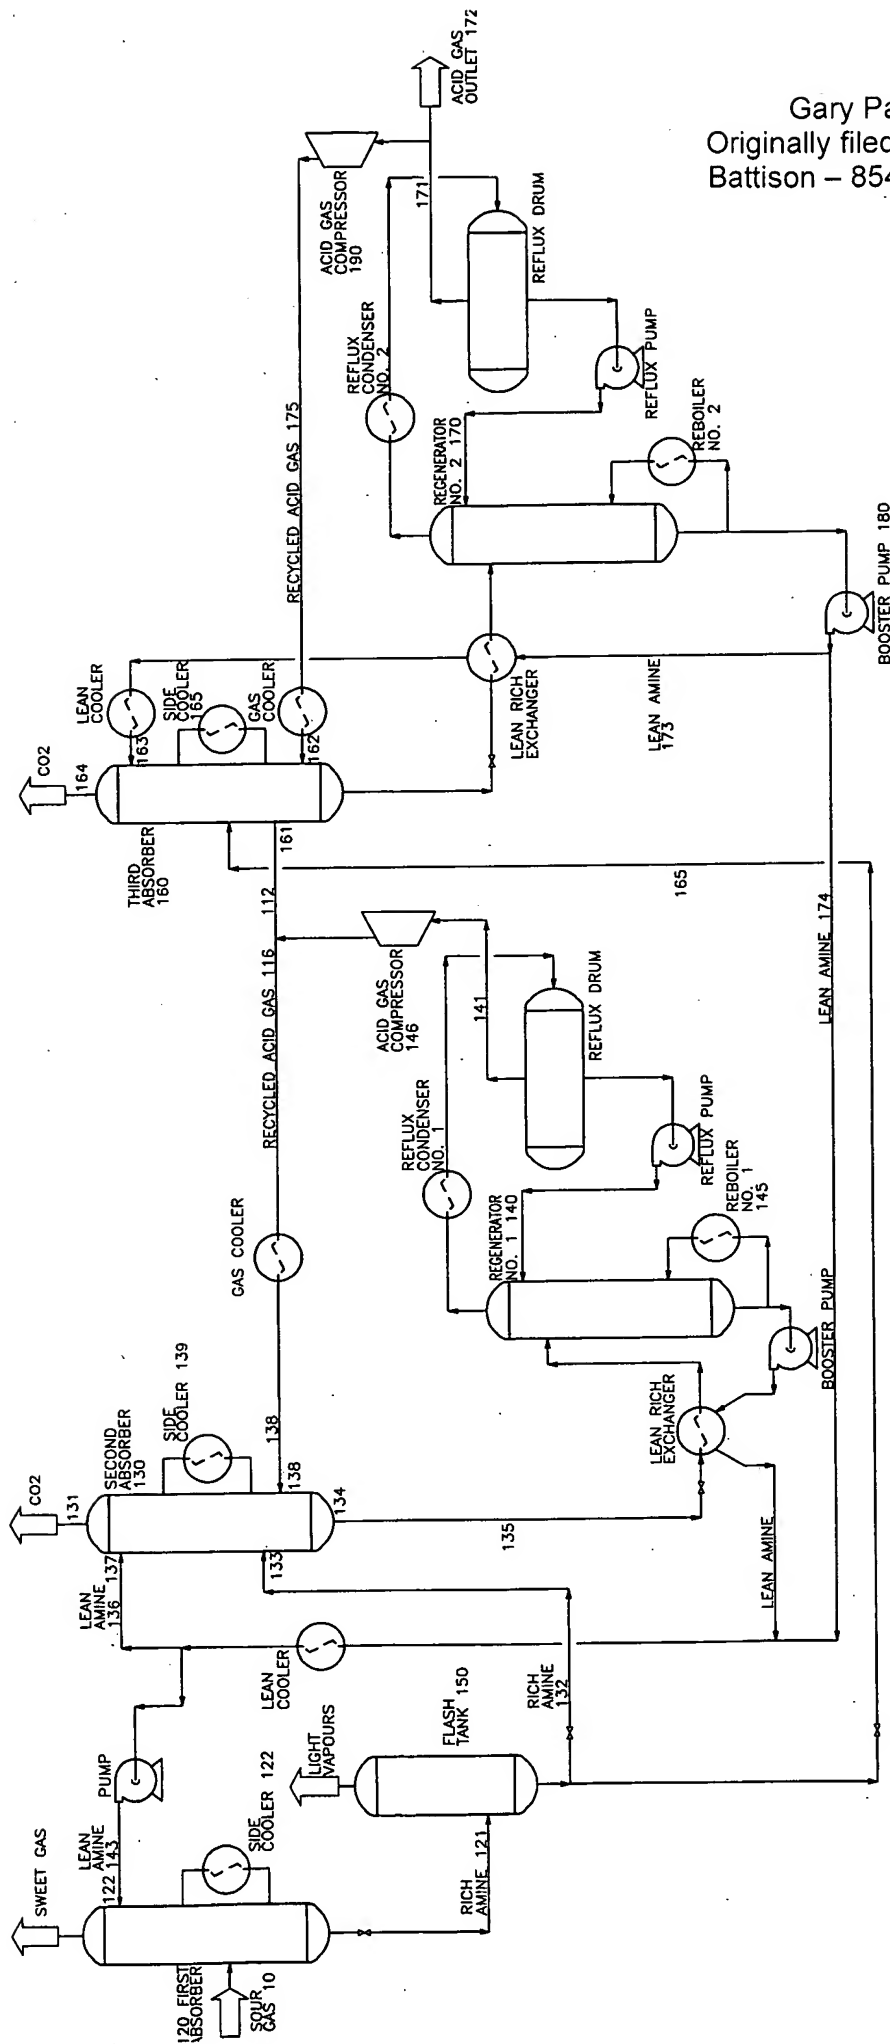 Gary Pa
Originally filed
Battison – 854
SWEET GAS
LEAN
AMINE
143
122
PUMP
SIDE
COOLER 122
120 FIRST
ABSORBER
SOUR
GAS 10
RICH
AMINE 121
LIGHT
VAPOURS
FLASH
TANK 150
RICH
AMINE
132
LEAN
COOLER
LEAN
AMINE
136
137
CO2
131
SECOND
ABSORBER
130
SIDE
COOLER 139
133
138
134
135
138
GAS COOLER
LEAN RICH
EXCHANGER
LEAN AMINE
BOOSTER PUMP
REGENERATOR
NO. 1 140
REBOILER
NO. 1
145
REFLUX
CONDENSER
NO. 1
REFLUX PUMP
REFLUX DRUM
141
ACID GAS
COMPRESSOR
146
RECYCLED ACID GAS 116
112
LEAN AMINE 174
165
THIRD
ABSORBER
160
161
CO2
164
163
LEAN
COOLER
SIDE
COOLER
165
GAS COOLER
162
LEAN RICH
EXCHANGER
LEAN AMINE
173
RECYCLED ACID GAS 175
REGENERATOR
NO. 2 170
REFLUX
CONDENSER
NO. 2
REBOILER
NO. 2
BOOSTER PUMP 180
REFLUX PUMP
REFLUX DRUM
171
ACID GAS
COMPRESSOR
190
ACID GAS
OUTLET 172